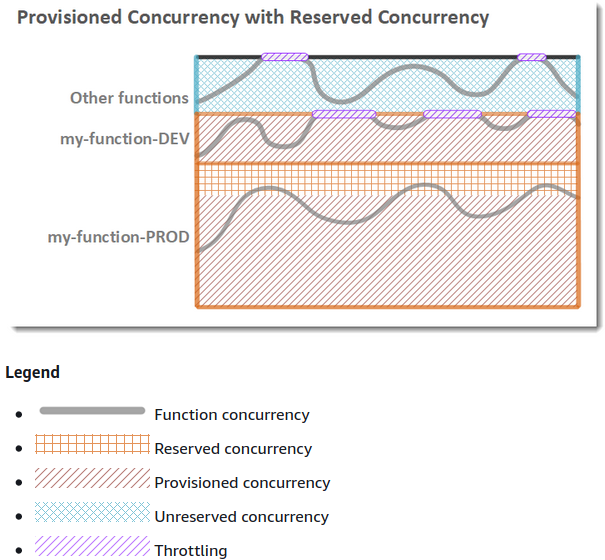 Provisioned Concurrency with Reserved Concurrency
Other functions
my-function-DEV
my-function-PROD
Legend
Function concurrency
Reserved concurrency
Provisioned concurrency
Unreserved concurrency
Throttling